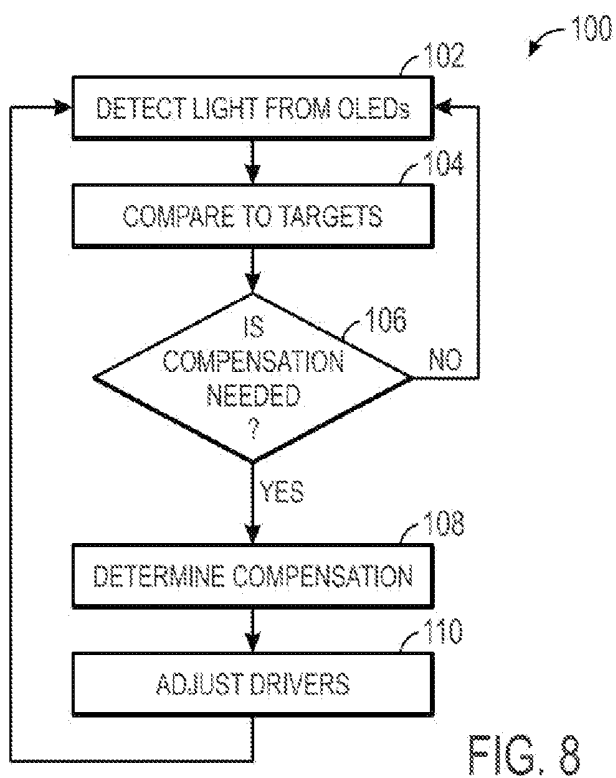 100
102
DETECT LIGHT FROM OLEDs
104
COMPARE TO TARGETS
106
IS
COMPENSATION
NEEDED
?
NO
YES
108
DETERMINE COMPENSATION
110
ADJUST DRIVERS
FIG. 8